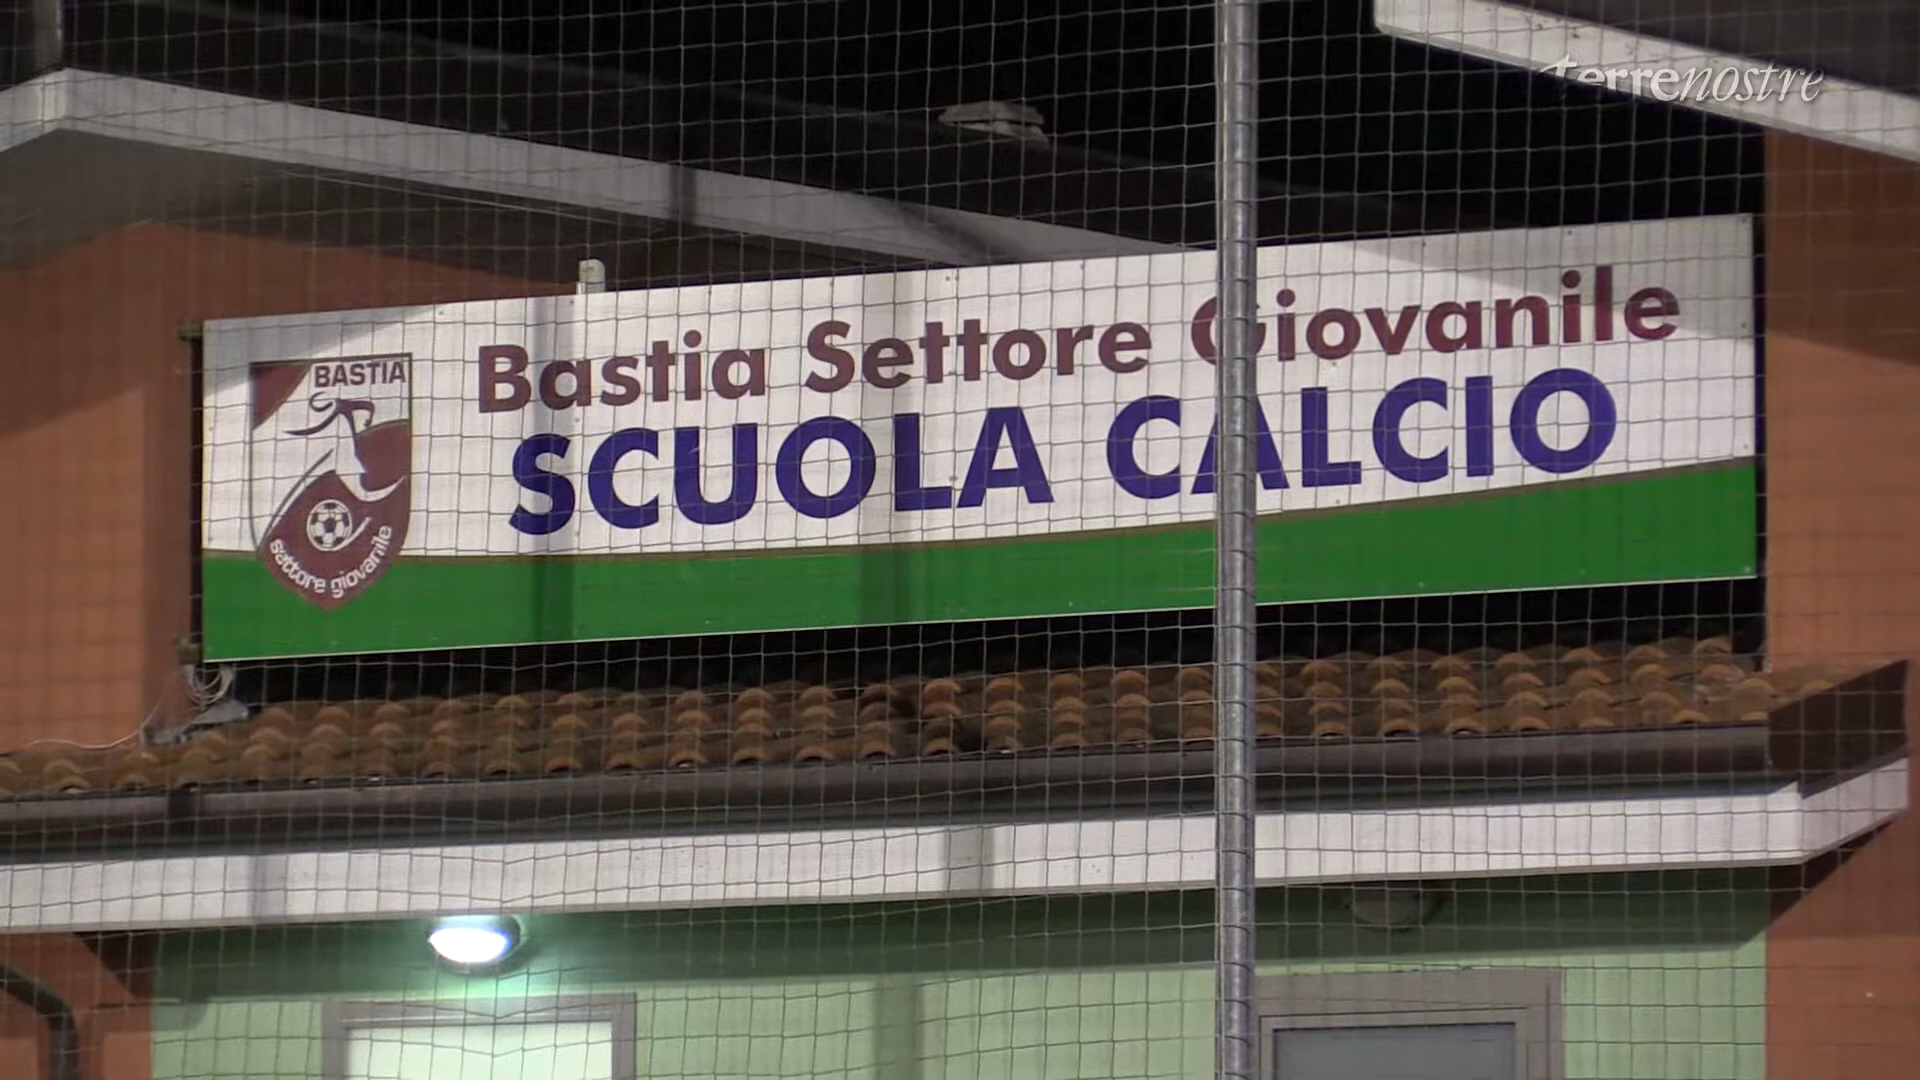 terrenostre
Bastia Settore Giovanile
SCUOLA CALCIO
BASTIA
settore giovanile